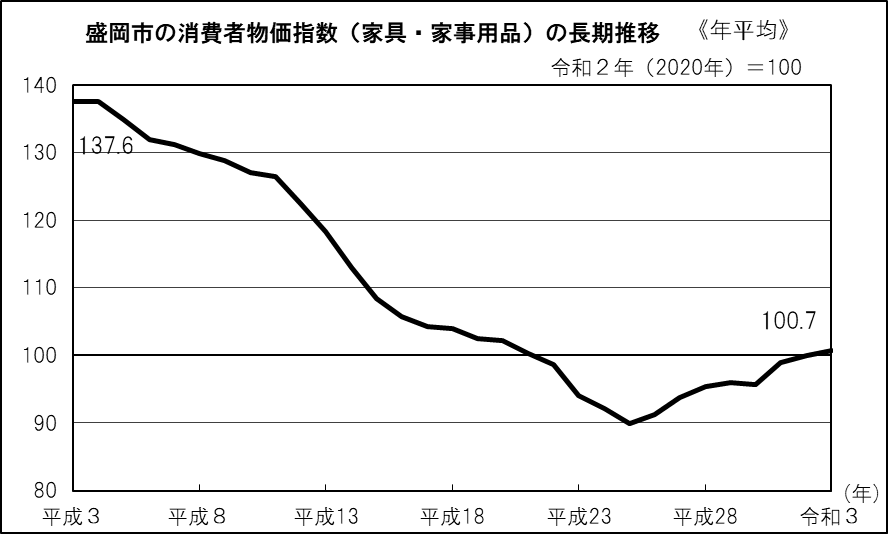 盛岡市の消費者物価指数（家具・家事用品）の長期推移　《年平均》
令和２年（2020年）＝100
140
130
120
110
100
90
80
137.6
100.7
平成３
平成８
平成13
平成18
平成23
平成28
令和３
（年）